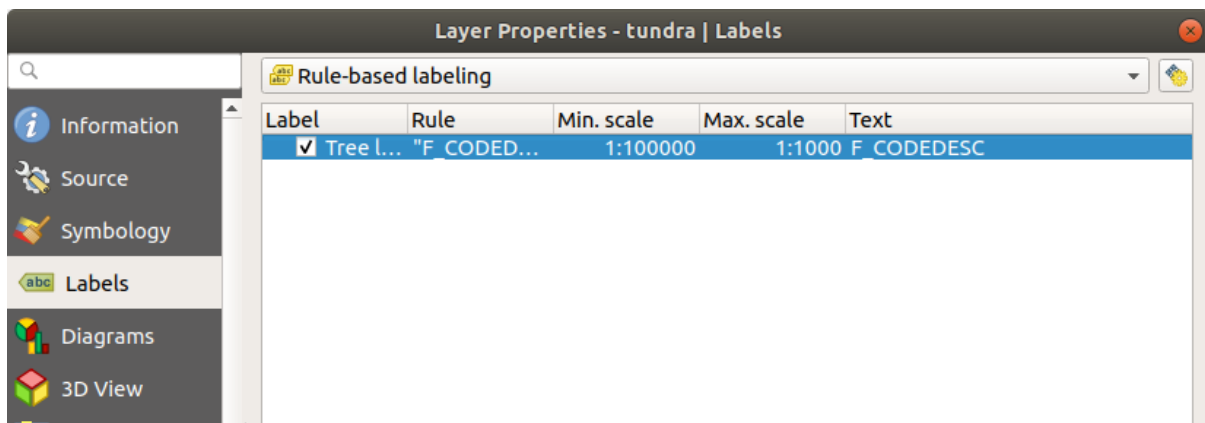 Layer Properties - tundra | Labels
Rule-based labeling
Information
Source
Symbology
abc Labels
Diagrams
3D View
Label Rule Min. scale Max. scale Text
Tree l... "F_CODED... 1:100000 1:1000 F_CODEDESC